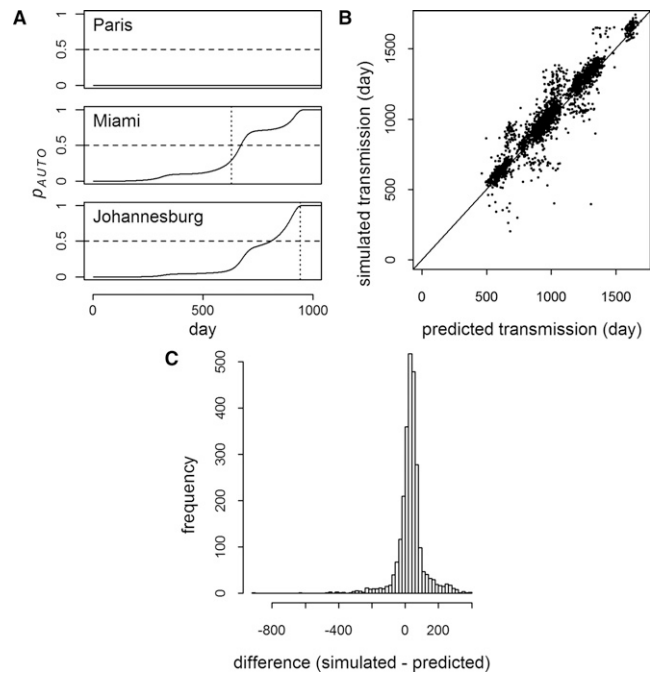 A
Paris
1
0.5
0
Miami
1
0.5
0
Johannesburg
1
0.5
0
pAUTO
0 500 1000
day
B
1500
1000
500
0
simulated transmission (day)
0 500 1000 1500
predicted transmission (day)
C
500
400
300
200
100
0
frequency
-800 -400 0 200
difference (simulated - predicted)